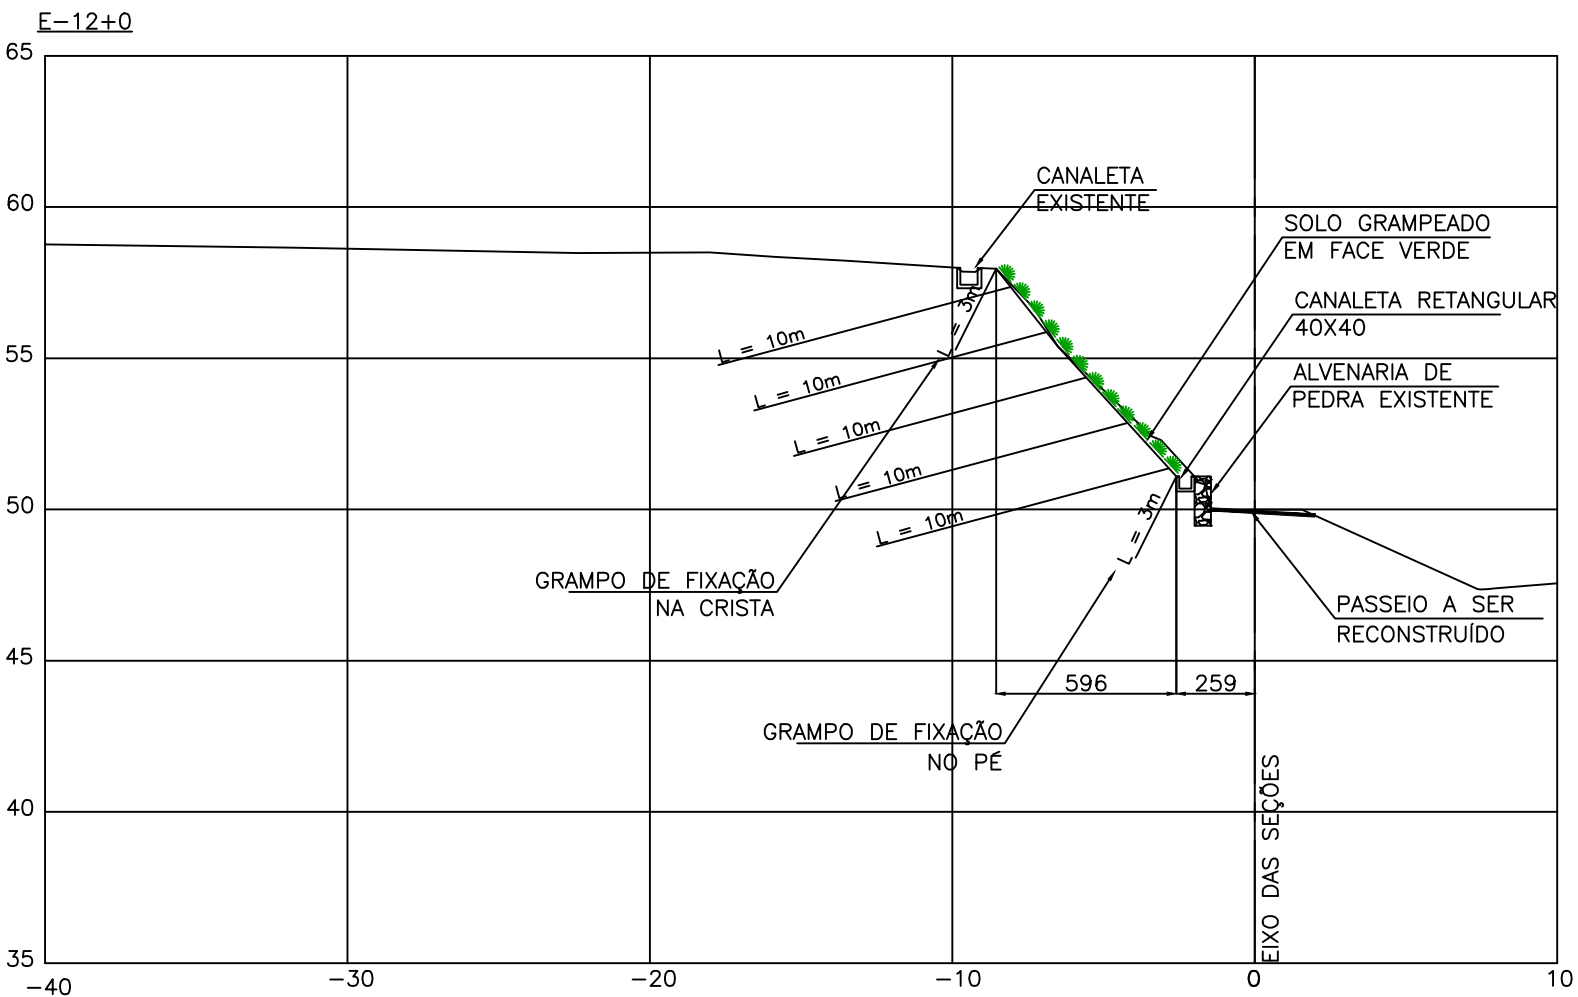 E-12+0
65
60
55
50
45
40
35
CANALETA
EXISTENTE
SOLO GRAMPEADO
EM FACE VERDE
CANALETA RETANGULAR
40X40
ALVENARIA DE
PEDRA EXISTENTE
L = 3m
L = 10m
L = 10m
L = 10m
L = 10m
L = 10m
L = 3m
GRAMPO DE FIXAÇÃO
NA CRISTA
PASSEIO A SER
RECONSTRUÍDO
596
259
GRAMPO DE FIXAÇÃO
NO PÉ
EIXO DAS SEÇÕES
-40
-30
-20
-10
0
10